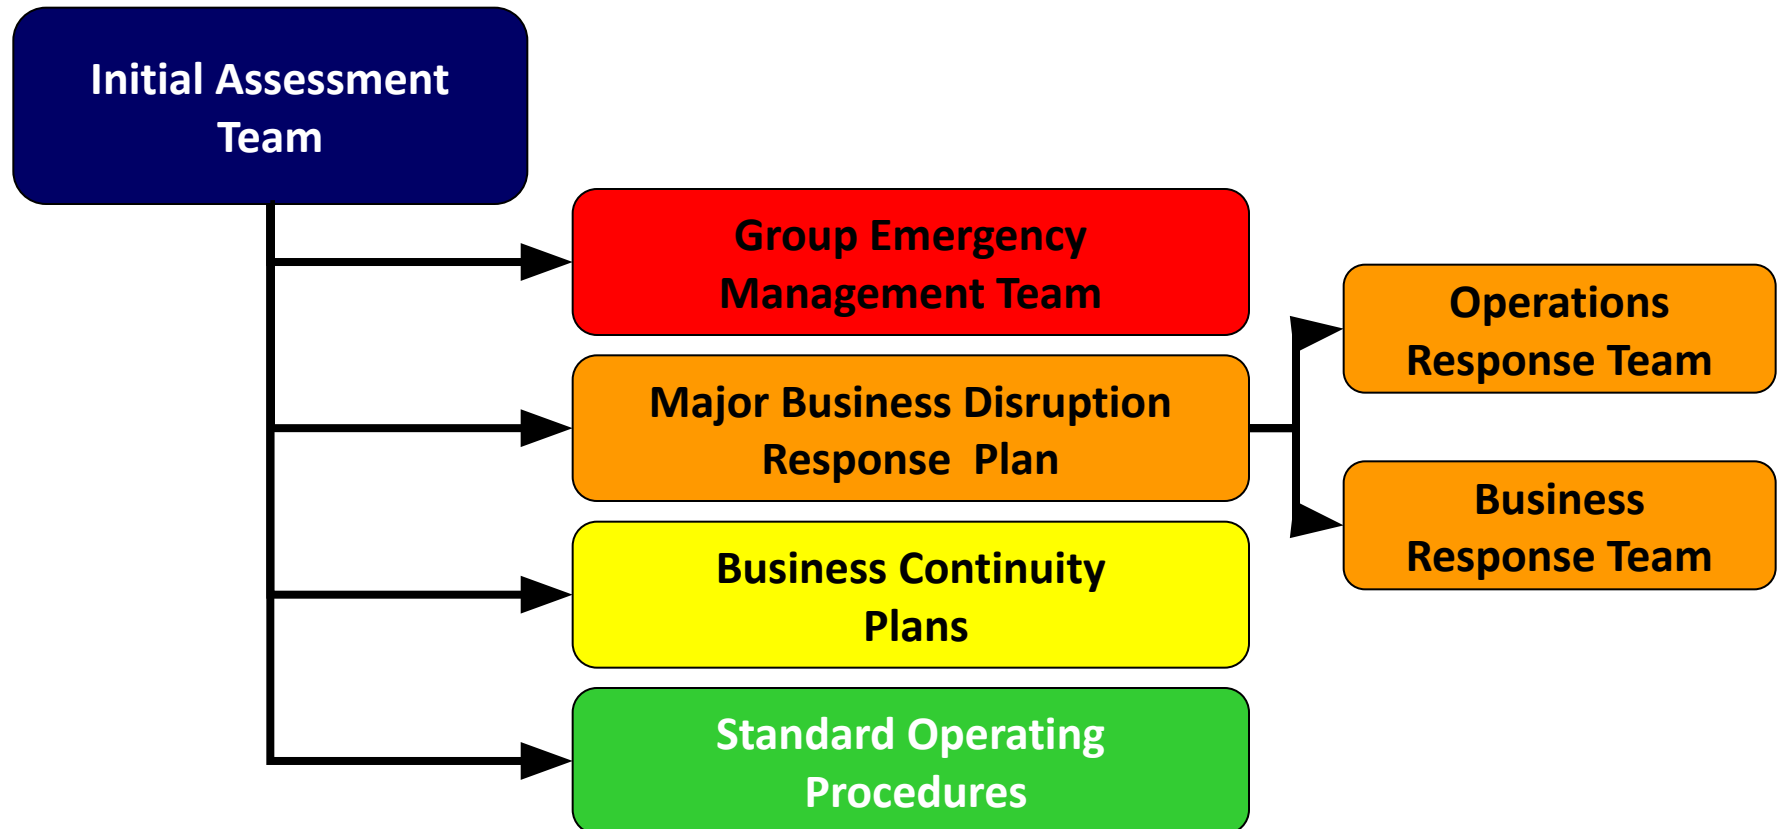 Initial Assessment
Team
Group Emergency
Management Team
Major Business Disruption
Response  Plan
Business Continuity
Plans
Standard Operating
Procedures
Operations
Response Team
Business
Response Team